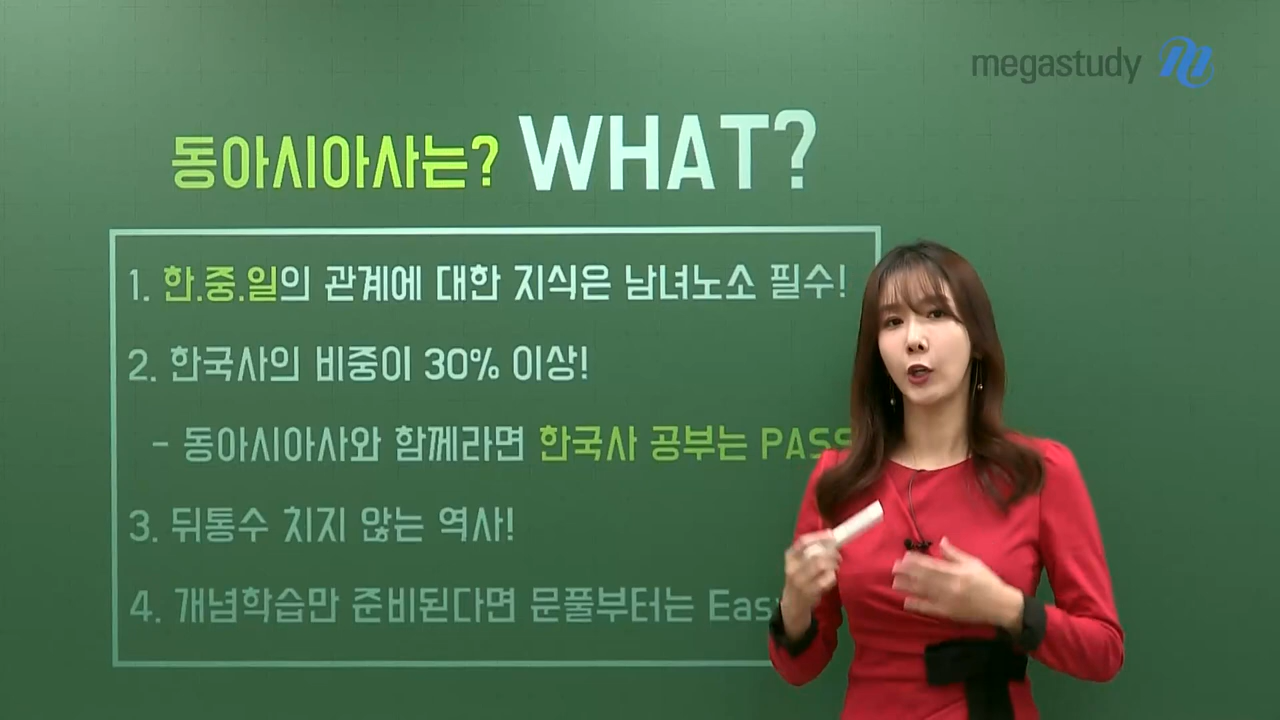 megastudy
동아시아사는? WHAT?
1. 한.중.일의 관계에 대한 지식은 남녀노소 필수!
2. 한국사의 비중이 30% 이상!
- 동아시아사와 함께라면 한국사 공부는
3. 뒤통수 치지 않는 역사!
4. 개념학습만 준비된다면 문풀부터는